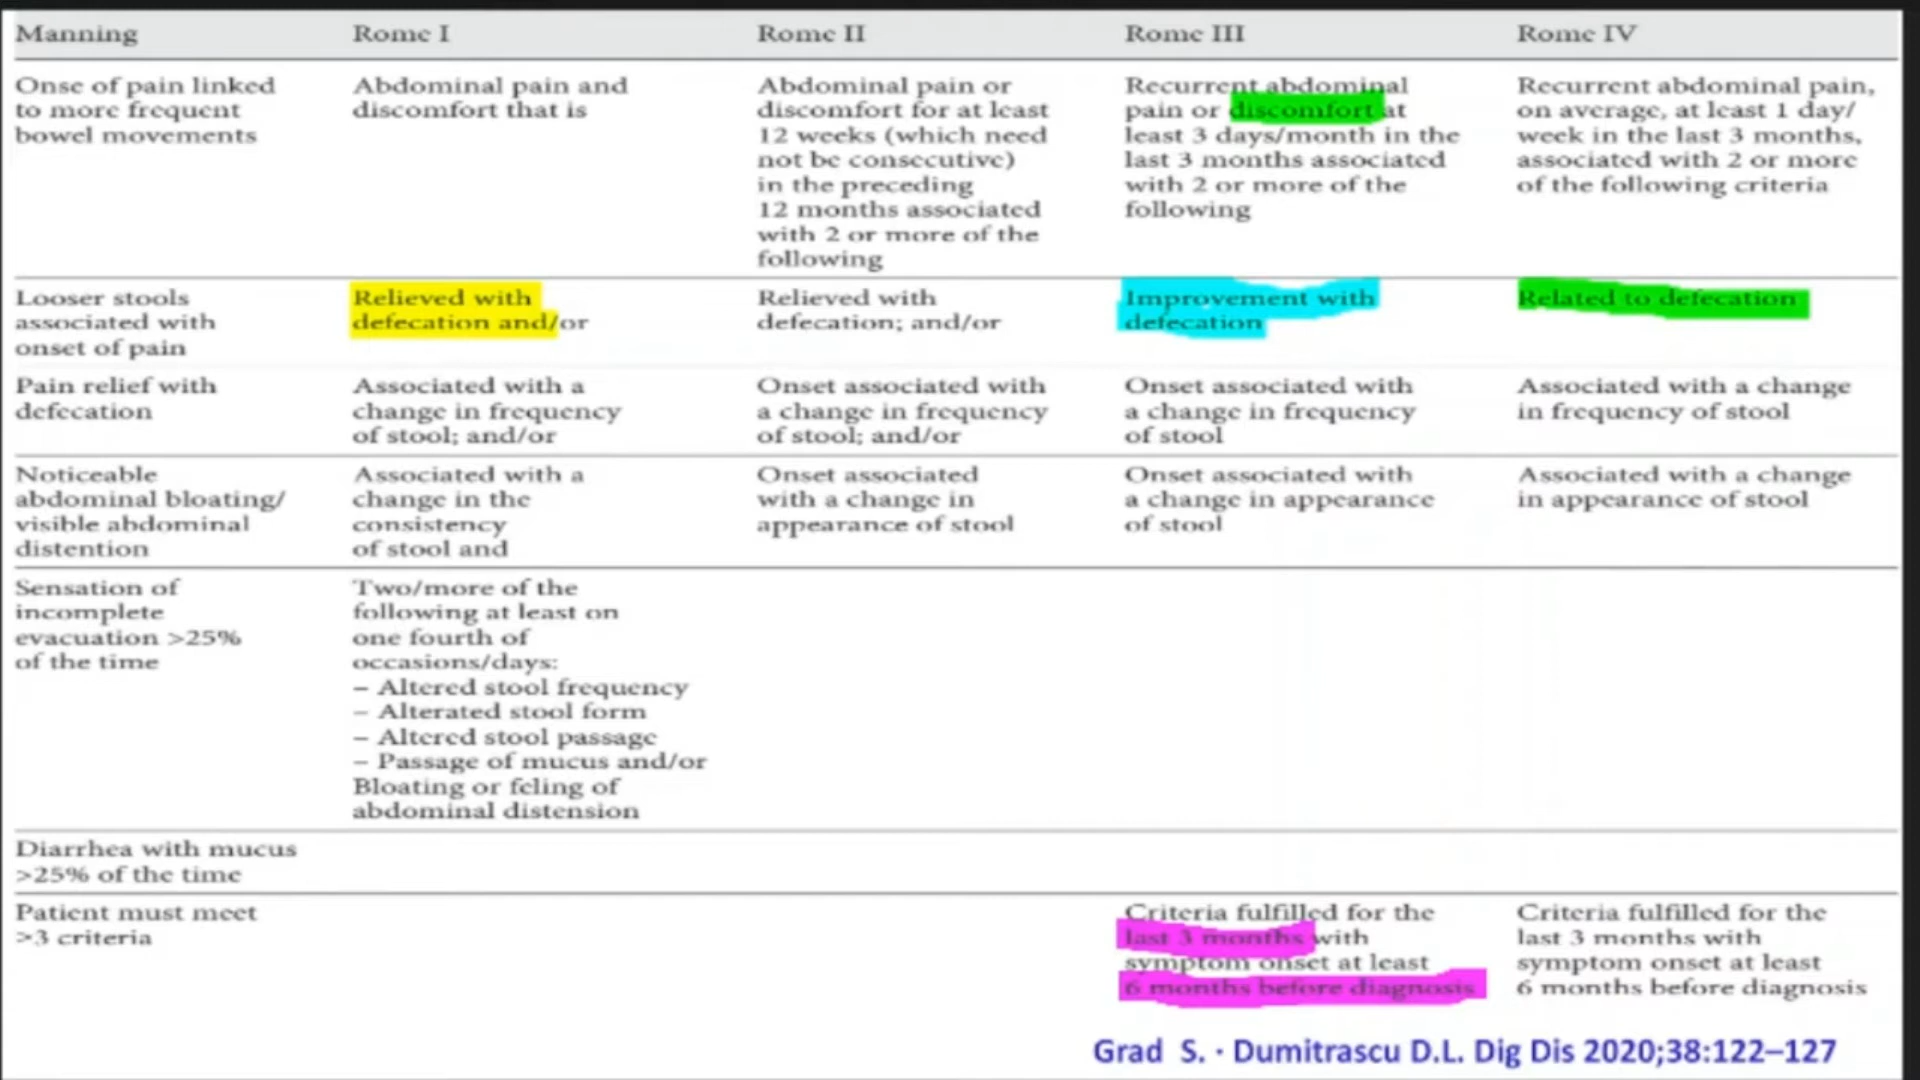 Manning Rome I Rome II Rome III Rome IV
Onse of pain linked
to more frequent
bowel movements
Abdominal pain and
discomfort that is
Abdominal pain or
discomfort for at least
12 weeks (which need
not be consecutive)
in the preceding
12 months associated
with 2 or more of the
following
Recurrent abdominal
pain or discomfort at
least 3 days/month in the
last 3 months associated
with 2 or more of the
following
Recurrent abdominal pain,
on average, at least 1 day/
week in the last 3 months,
associated with 2 or more
of the following criteria
Looser stools
associated with
onset of pain
Relieved with
defecation and/or
Relieved with
defecation; and/or
Improvement with
defecation
Related to defecation
Pain relief with
defecation
Associated with a
change in frequency
of stool; and/or
Onset associated with
a change in frequency
of stool; and/or
Onset associated with
a change in frequency
of stool
Associated with a change
in frequency of stool
Noticeable
abdominal bloating/
visible abdominal
distention
Associated with a
change in the
consistency
of stool and
Onset associated
with a change in
appearance of stool
Onset associated with
a change in appearance
of stool
Associated with a change
in appearance of stool
Sensation of
incomplete
evacuation >25%
of the time
Two/more of the
following at least on
one fourth of
occasions/days:
– Altered stool frequency
– Alterated stool form
– Altered stool passage
– Passage of mucus and/or
Bloating or feling of
abdominal distension
Diarrhea with mucus
>25% of the time
Patient must meet
>3 criteria
Criteria fulfilled for the
last 3 months with
symptom onset at least
6 months before diagnosis
Criteria fulfilled for the
last 3 months with
symptom onset at least
6 months before diagnosis
Grad S. · Dumitrascu D.L. Dig Dis 2020;38:122–127